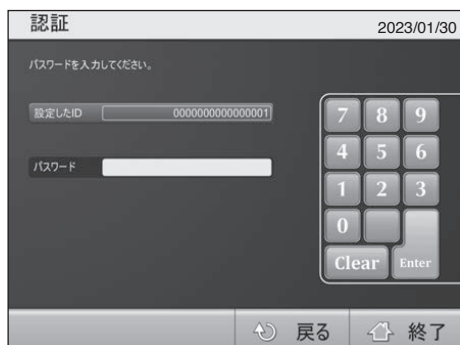 認証 2023/01/30
パスワードを入力してください。
設定したID 0000000000000001
パスワード
7 8 9
4 5 6
1 2 3
0
Clear Enter
戻る 終了